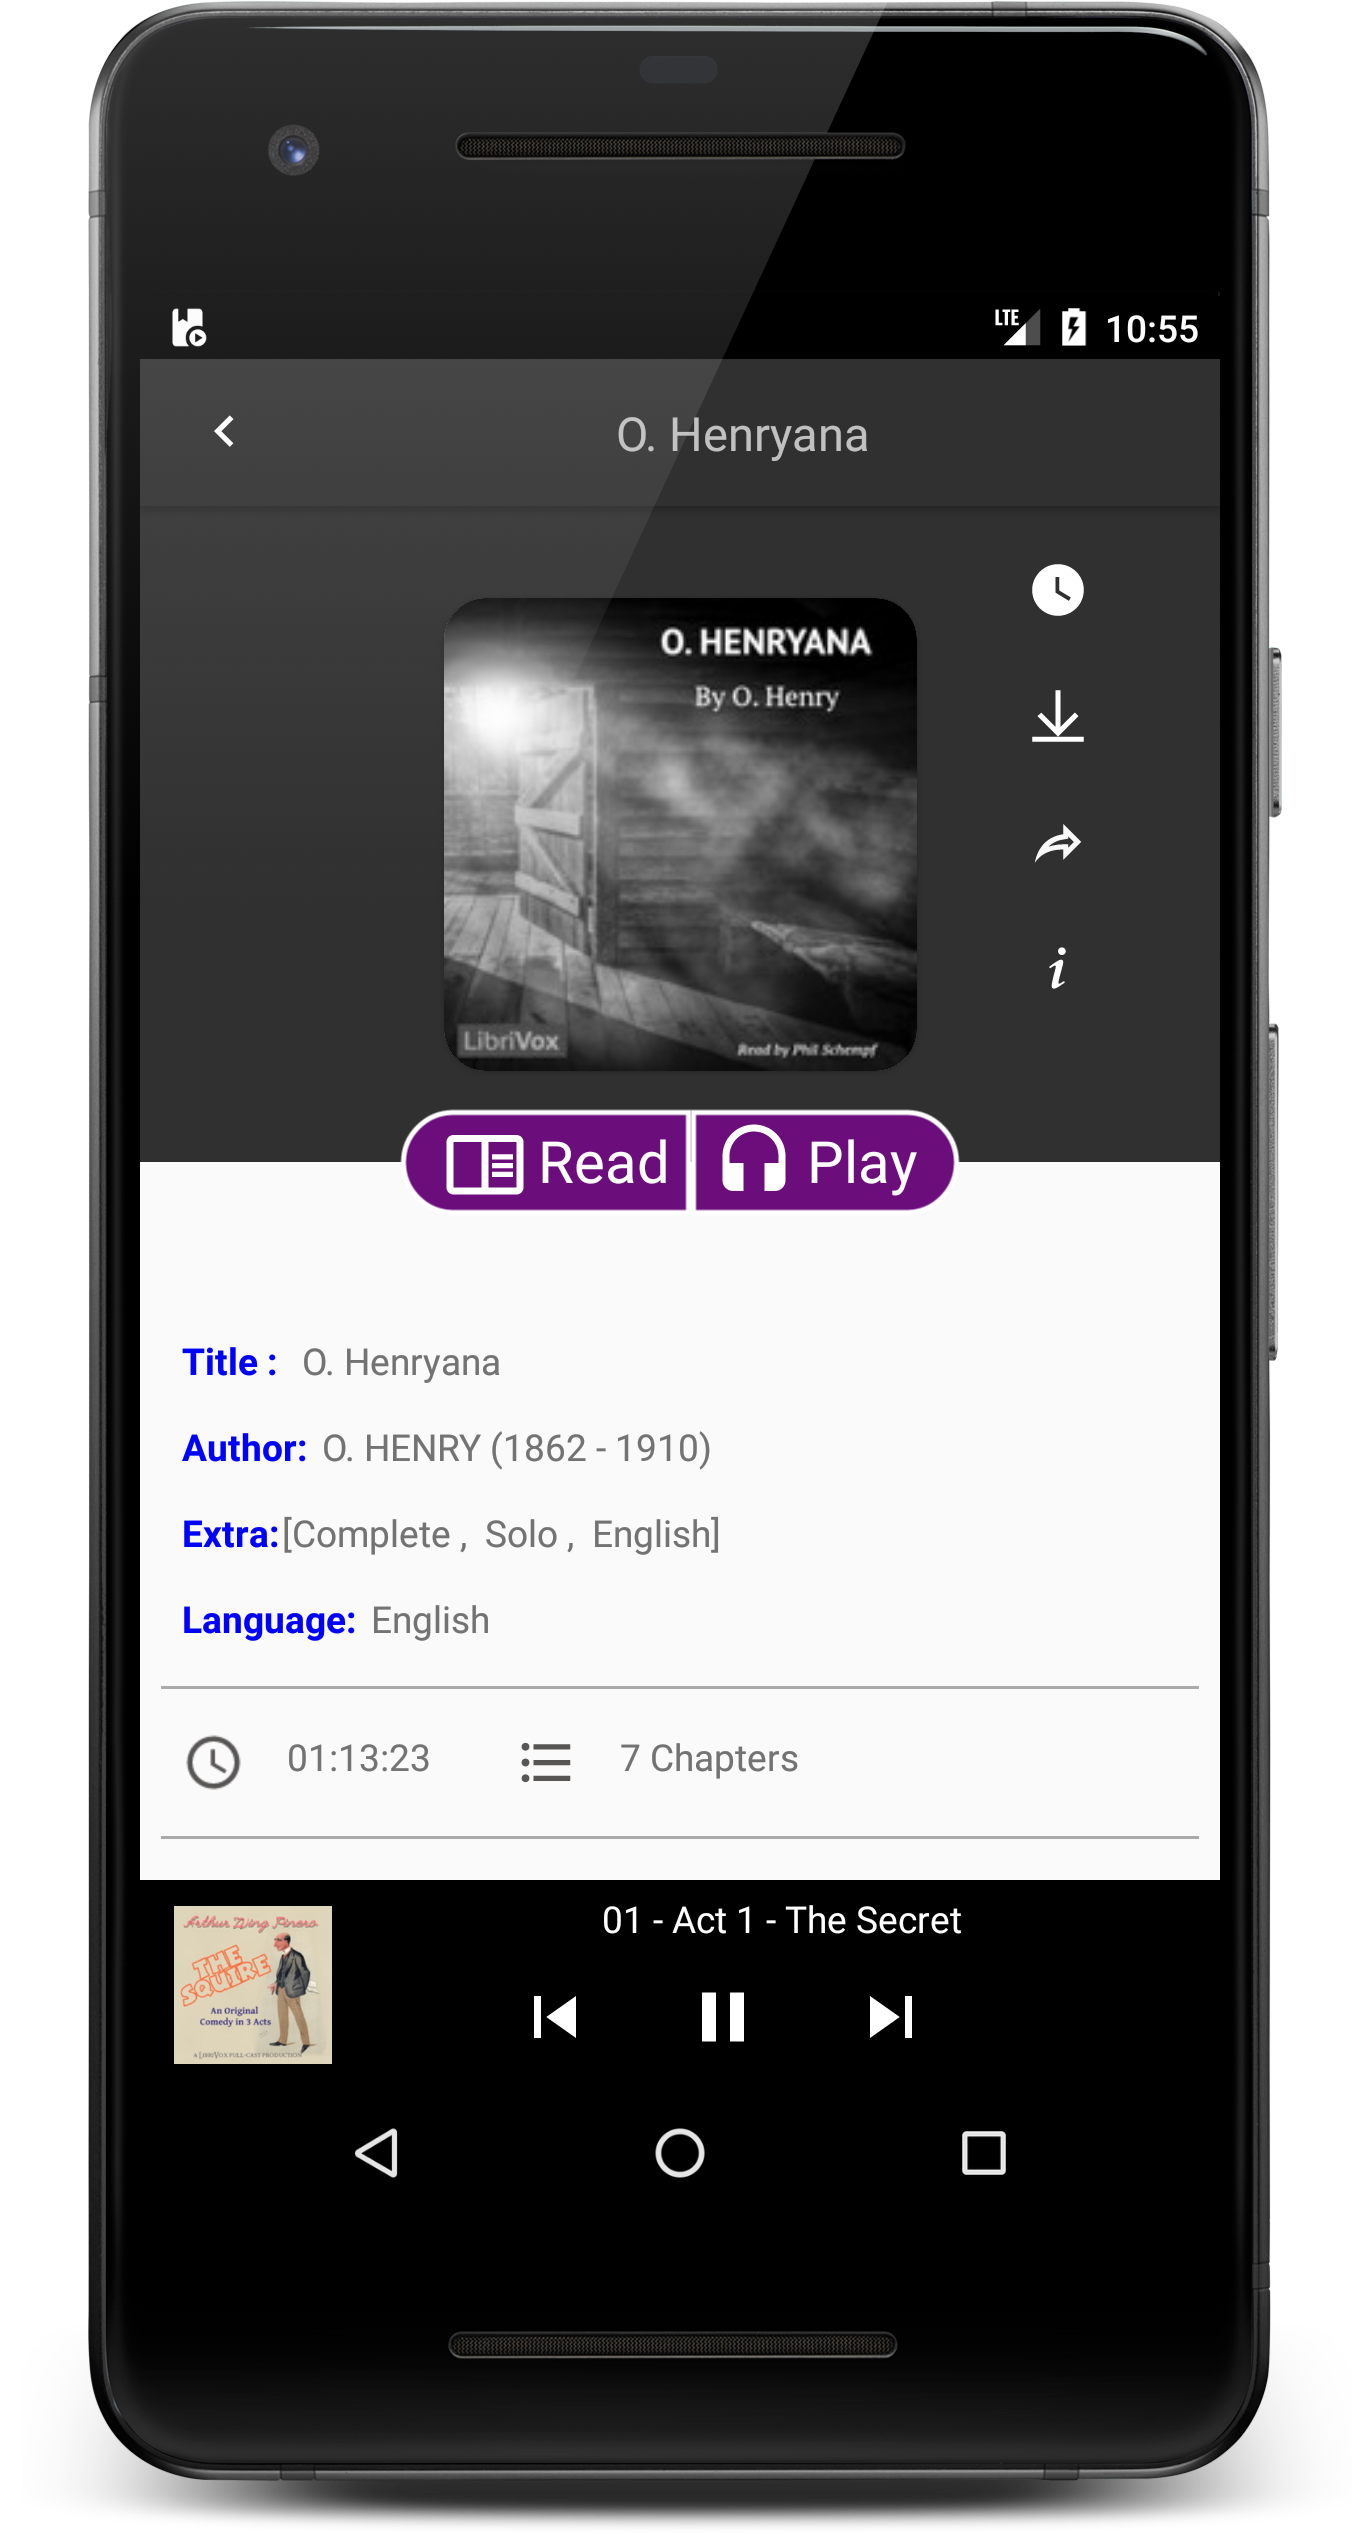 LTE 10:55
O. Henryana
O. HENRYANA
By O. Henry
LibriVox
Read by Phil Schempf
Read Play
Title : O. Henryana
Author: O. HENRY (1862 - 1910)
Extra:[Complete , Solo , English]
Language: English
01:13:23 7 Chapters
01 - Act 1 - The Secret
Arthur Wing Pinero
THE
SQUIRE
An Original
Comedy in 3 Acts
A LIBRIVOX FULL-CAST PRODUCTION